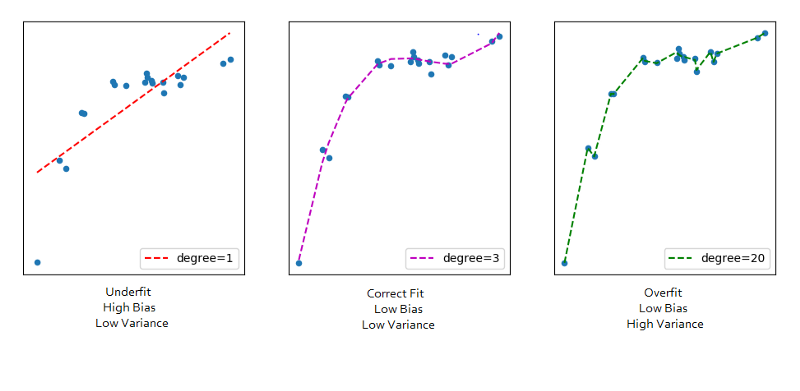 degree=1
degree=3
degree=20
Underfit
High Bias
Low Variance
Correct Fit
Low Bias
Low Variance
Overfit
Low Bias
High Variance